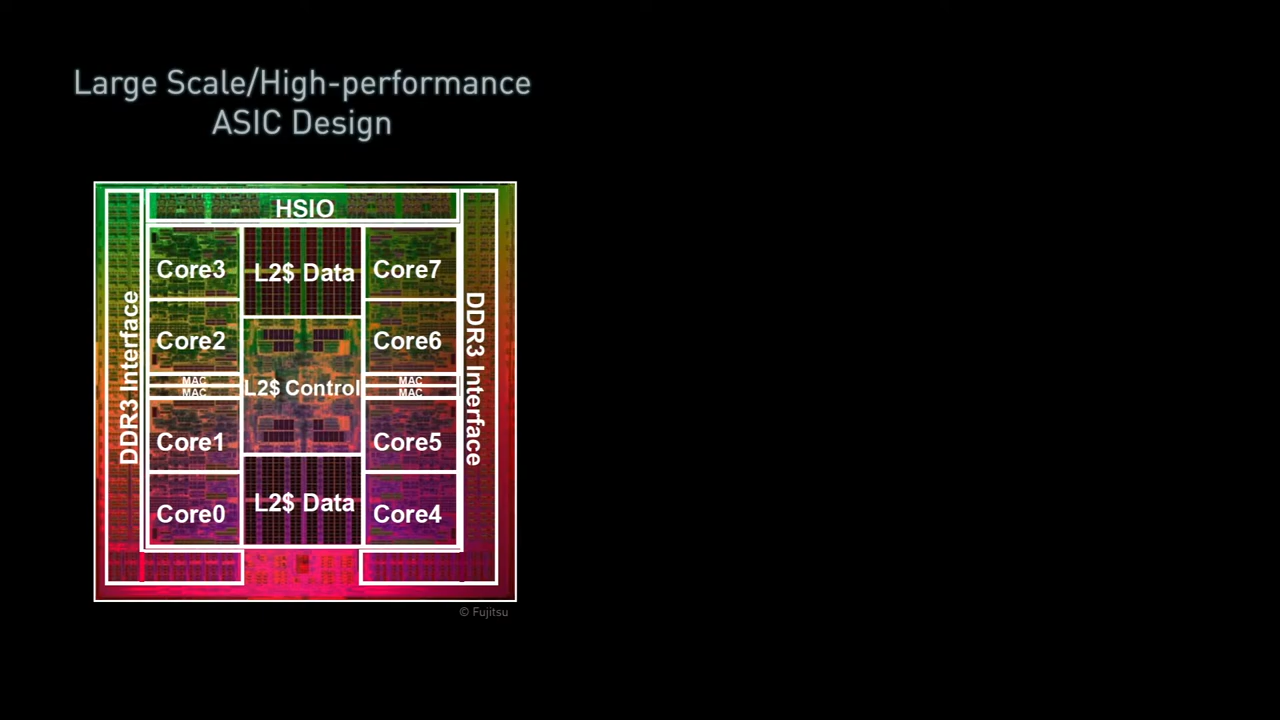 Large Scale/High-performance
ASIC Design
HSIO
Core3
L2$ Data
Core7
DDR3 Interface
DDR3 Interface
Core2
Core6
MAC
MAC
L2$ Control
MAC
MAC
Core1
Core5
Core0
L2$ Data
Core4
© Fujitsu